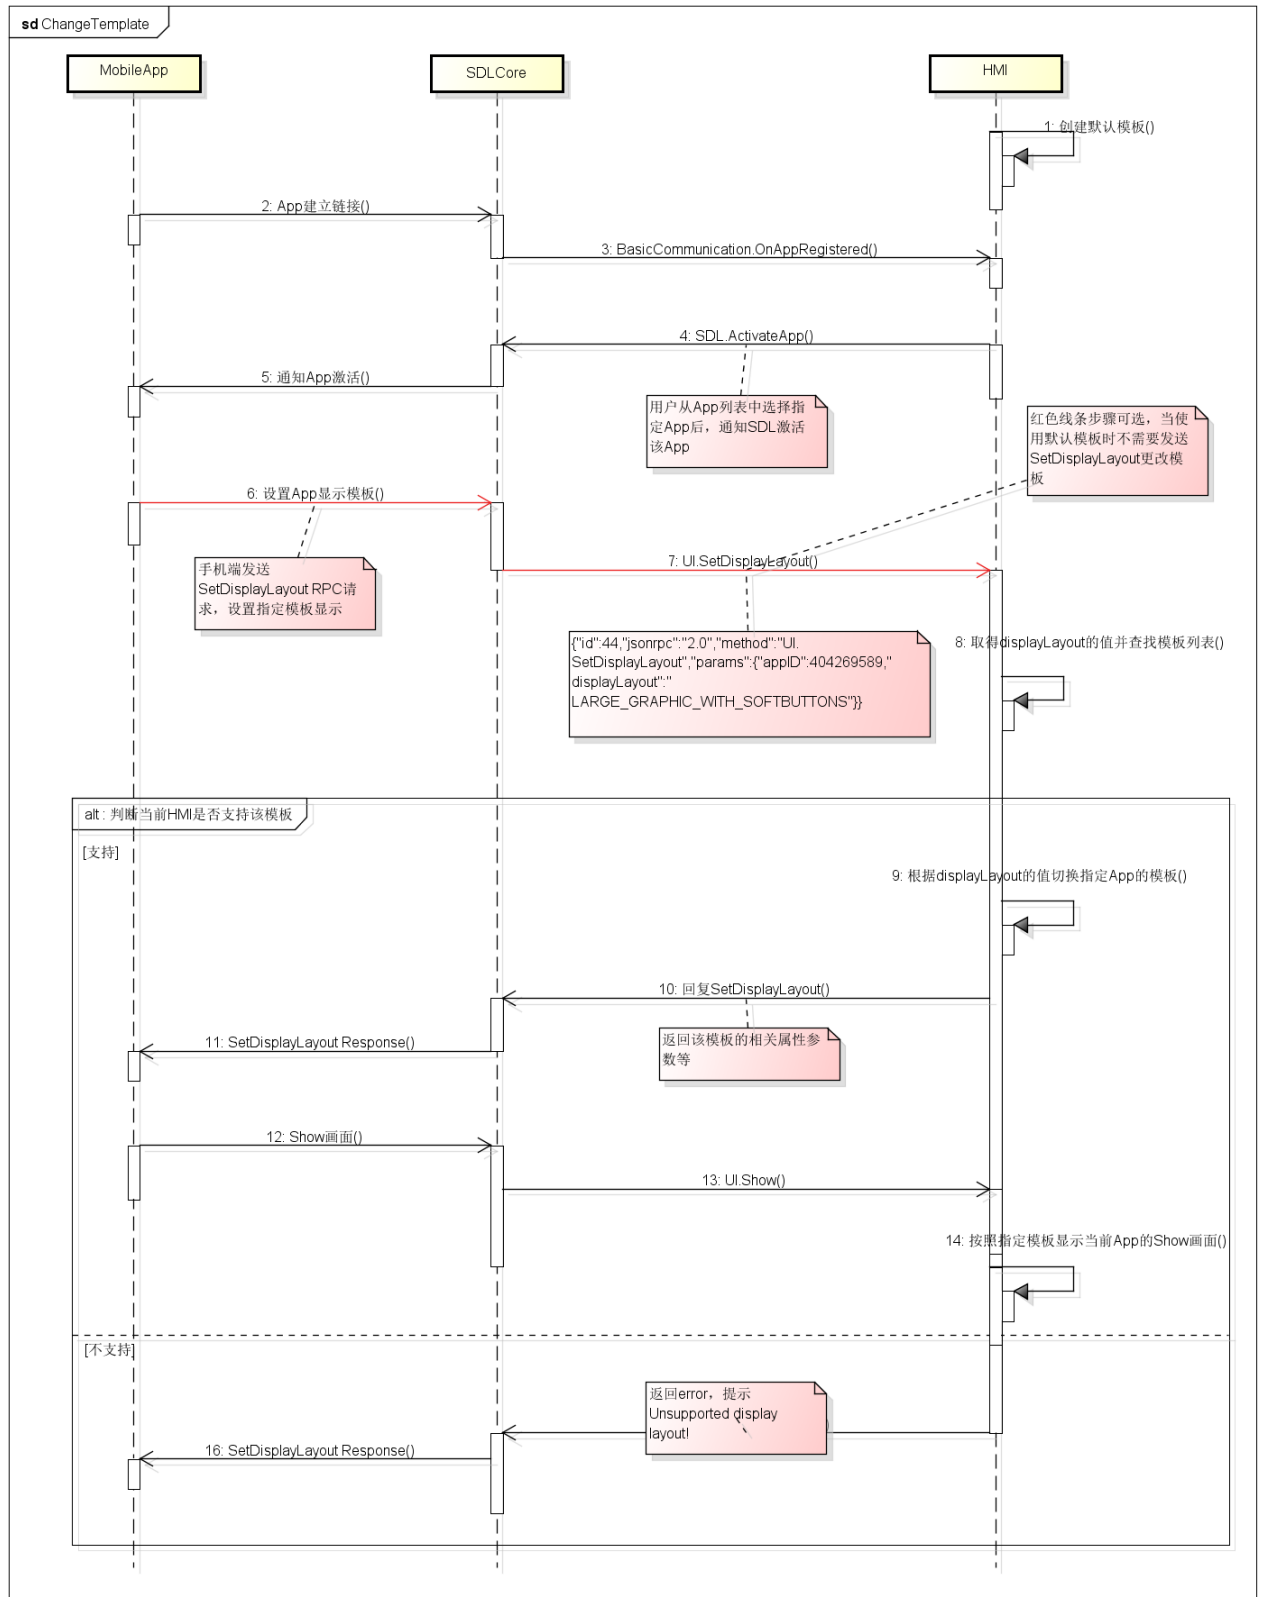 sd ChangeTemplate
MobileApp
SDLCore
HMI
1: 创建默认模板()
2: App建立链接()
3: BasicCommunication.OnAppRegistered()
4: SDL.ActivateApp()
5: 通知App激活()
用户从App列表中选择指
定App后，通知SDL激活
该App
红色线条步骤可选，当使
用默认模板时不需要发送
SetDisplayLayout更改模
板
6: 设置App显示模板()
手机端发送
SetDisplayLayout RPC请
求，设置指定模板显示
7: UI.SetDisplayLayout()
{"id":44,"jsonrpc":"2.0","method":"UI.
SetDisplayLayout","params":{"appID":404269589,"
displayLayout":"
LARGE_GRAPHIC_WITH_SOFTBUTTONS"}}
8: 取得displayLayout的值并查找模板列表()
alt : 判断当前HMI是否支持该模板
[支持]
9: 根据displayLayout的值切换指定App的模板()
10: 回复SetDisplayLayout()
返回该模板的相关属性参
数等
11: SetDisplayLayout Response()
12: Show画面()
13: UI.Show()
14: 按照指定模板显示当前App的Show画面()
[不支持]
返回error，提示
Unsupported display
layout!
16: SetDisplayLayout Response()